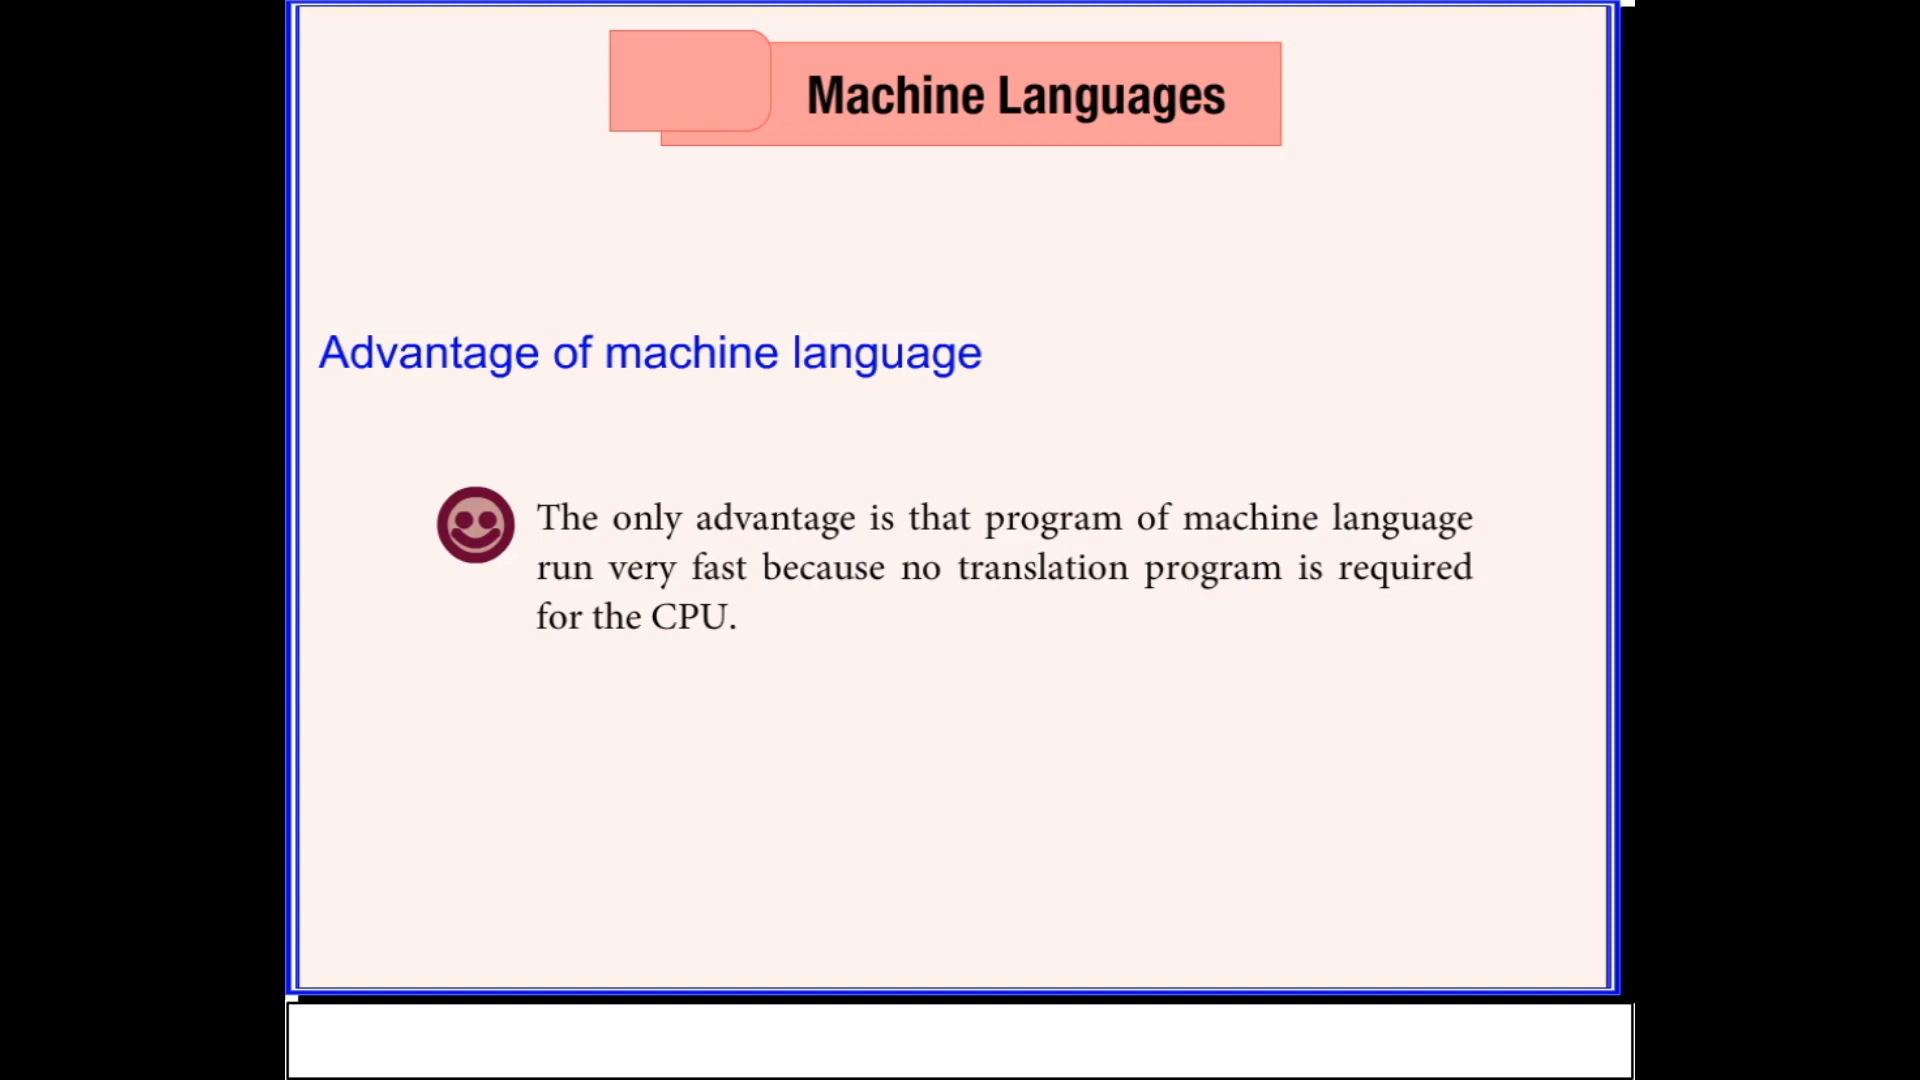 Machine Languages
Advantage of machine language
The only advantage is that program of machine language
run very fast because no translation program is required
for the CPU.